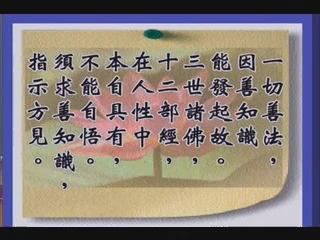 一切善法，
因善知識
能發起故
三世諸佛，
十二部經，
在人性中
本自具有，
不能自悟。
須求善知識，
指示方見。